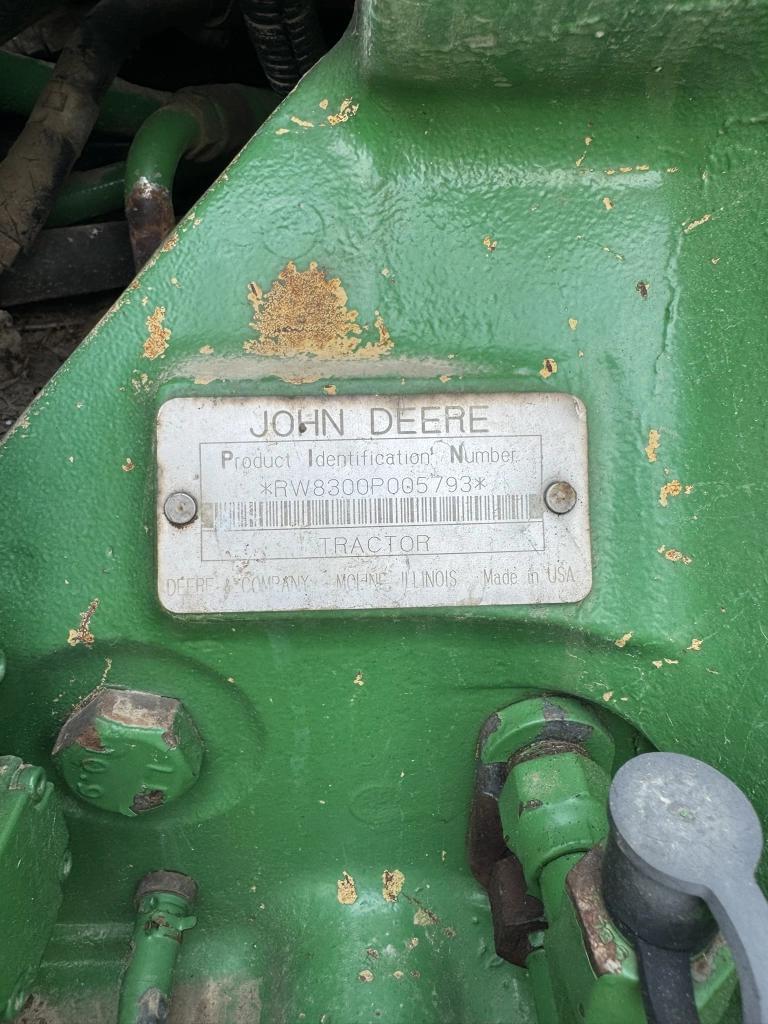 JOHN DEERE
Product Identification Number
*RW8300P005793*
TRACTOR
DEERE & COMPANY MOLINE ILLINOIS Made in USA